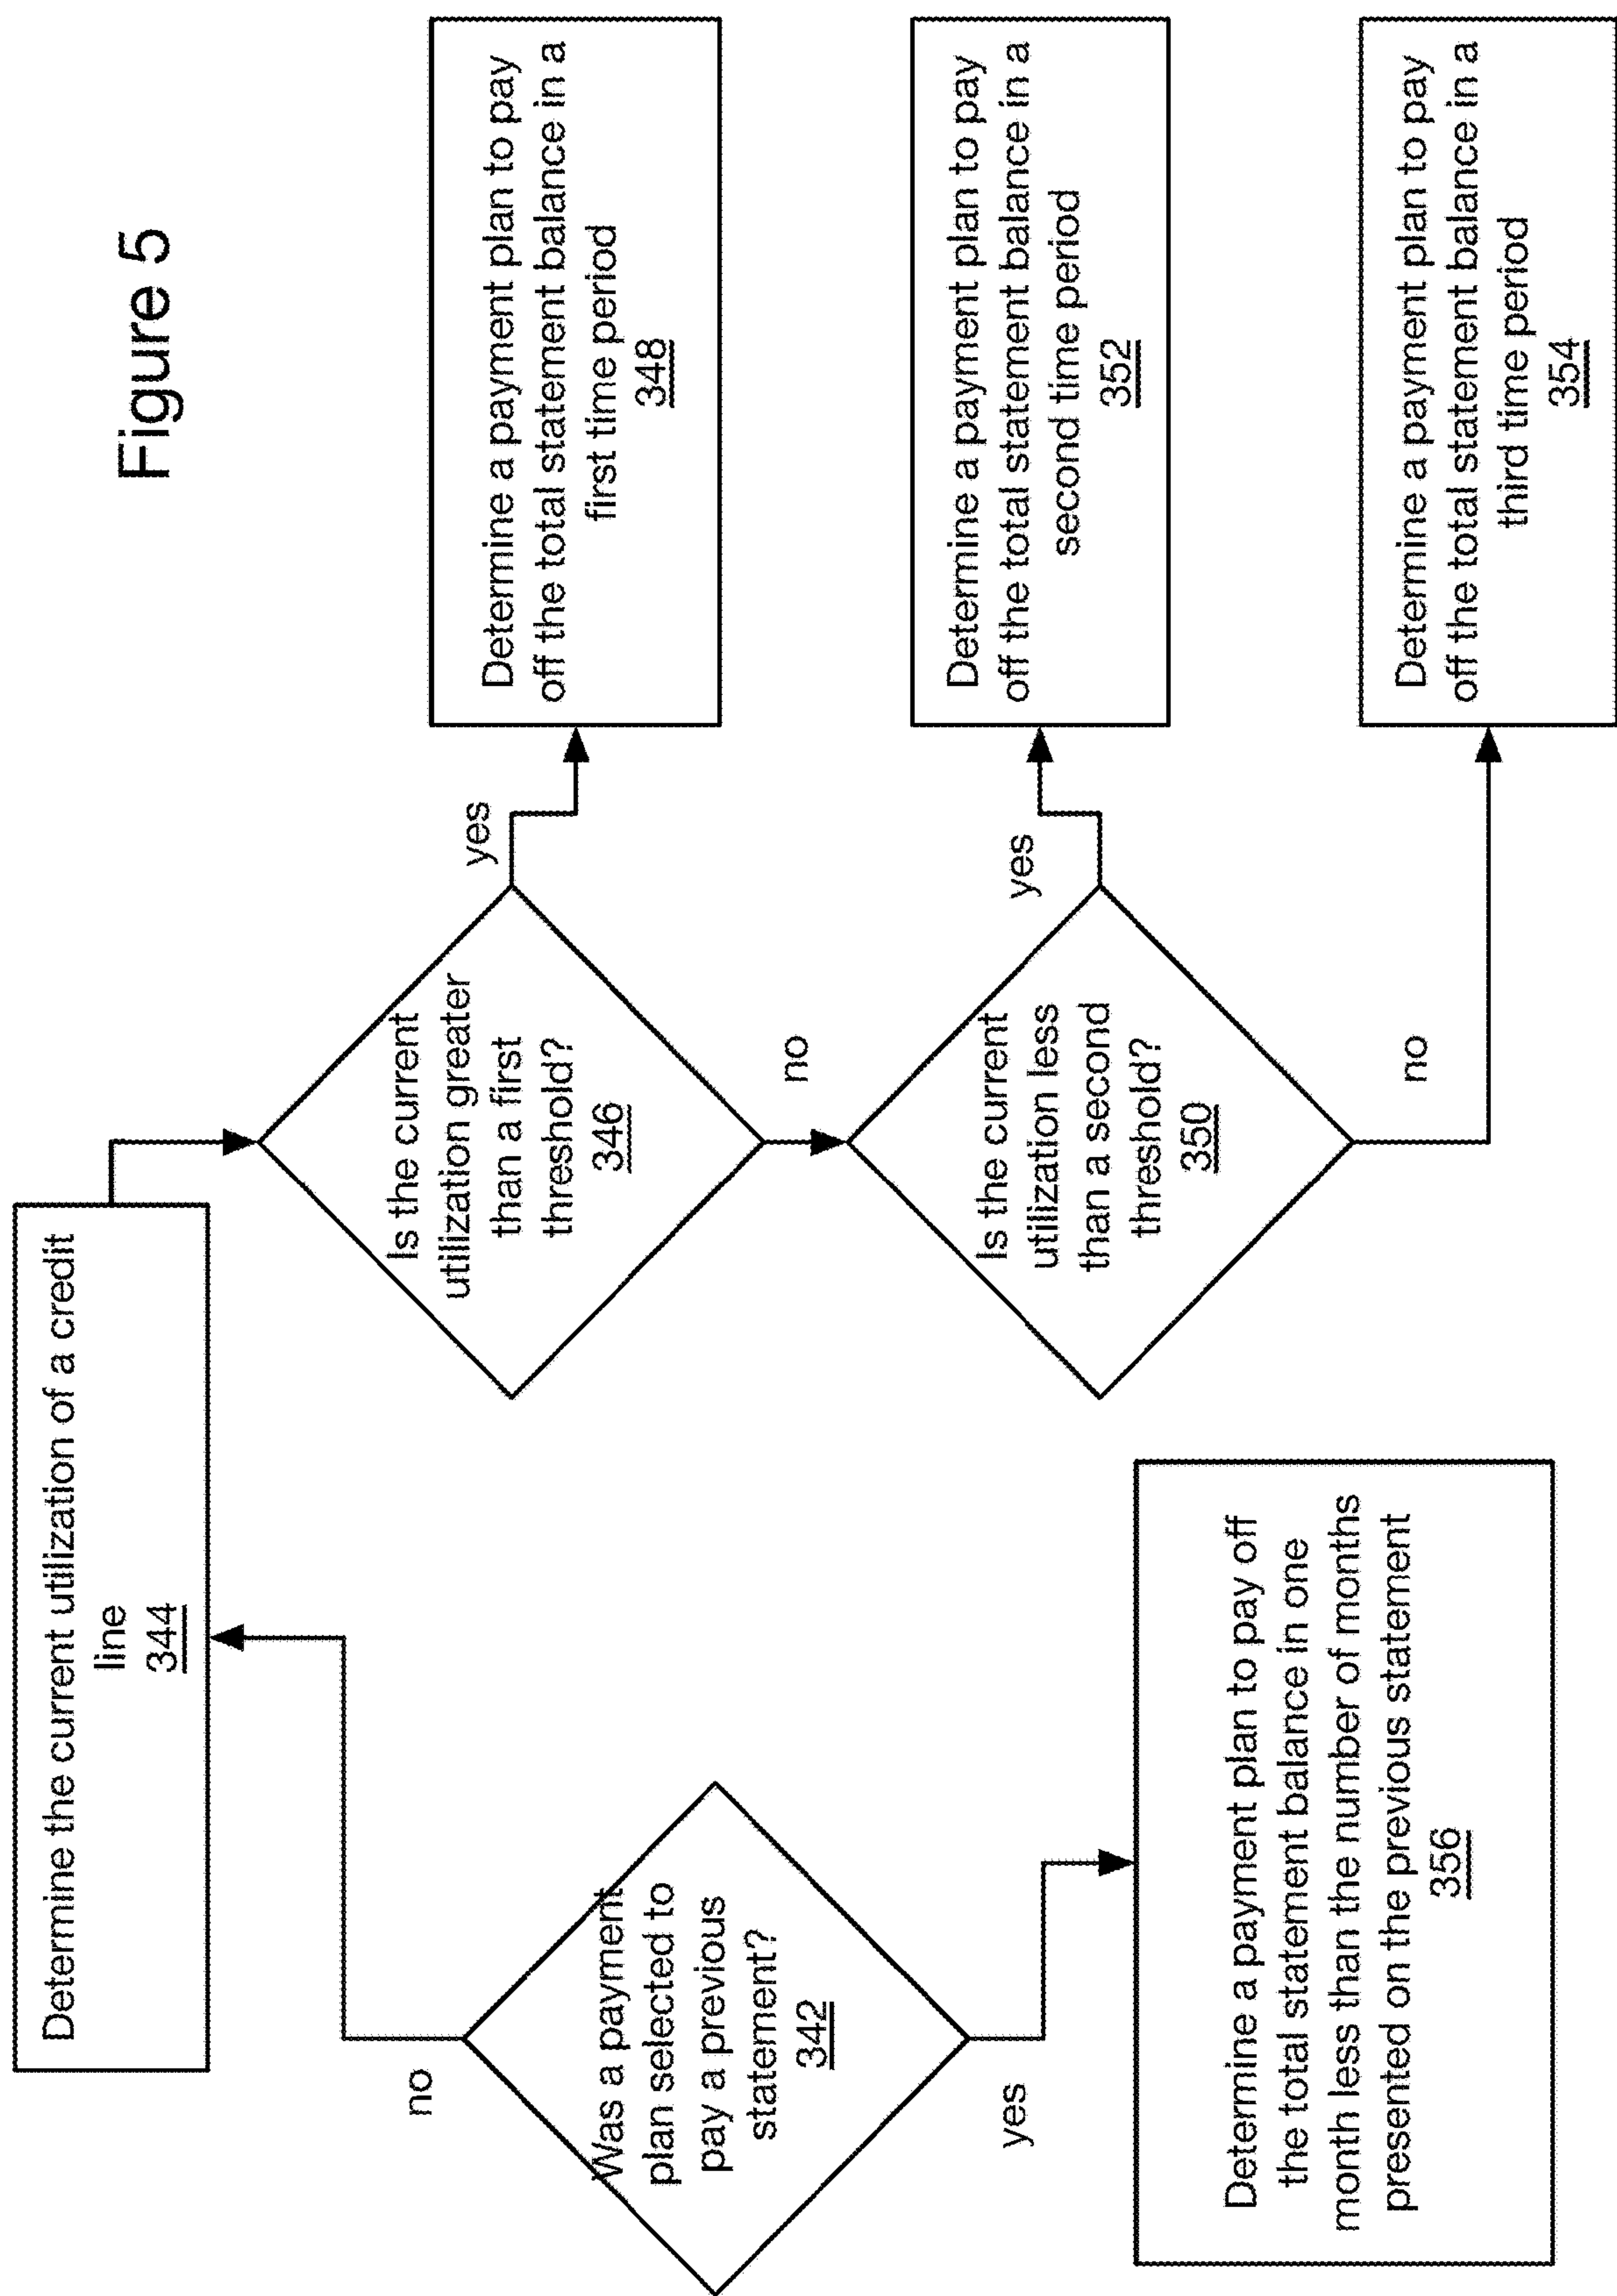 Figure 5
Determine the current utilization of a credit
line
344
no
Was a payment
plan selected to
pay a previous
statement?
342
yes
Determine a payment plan to pay off
the total statement balance in one
month less than the number of months
presented on the previous statement
356
Is the current
utilization greater
than a first
threshold?
346
yes
no
Determine a payment plan to pay
off the total statement balance in a
first time period
348
Is the current
utilization less
than a second
threshold?
350
yes
no
Determine a payment plan to pay
off the total statement balance in a
second time period
352
Determine a payment plan to pay
off the total statement balance in a
third time period
354